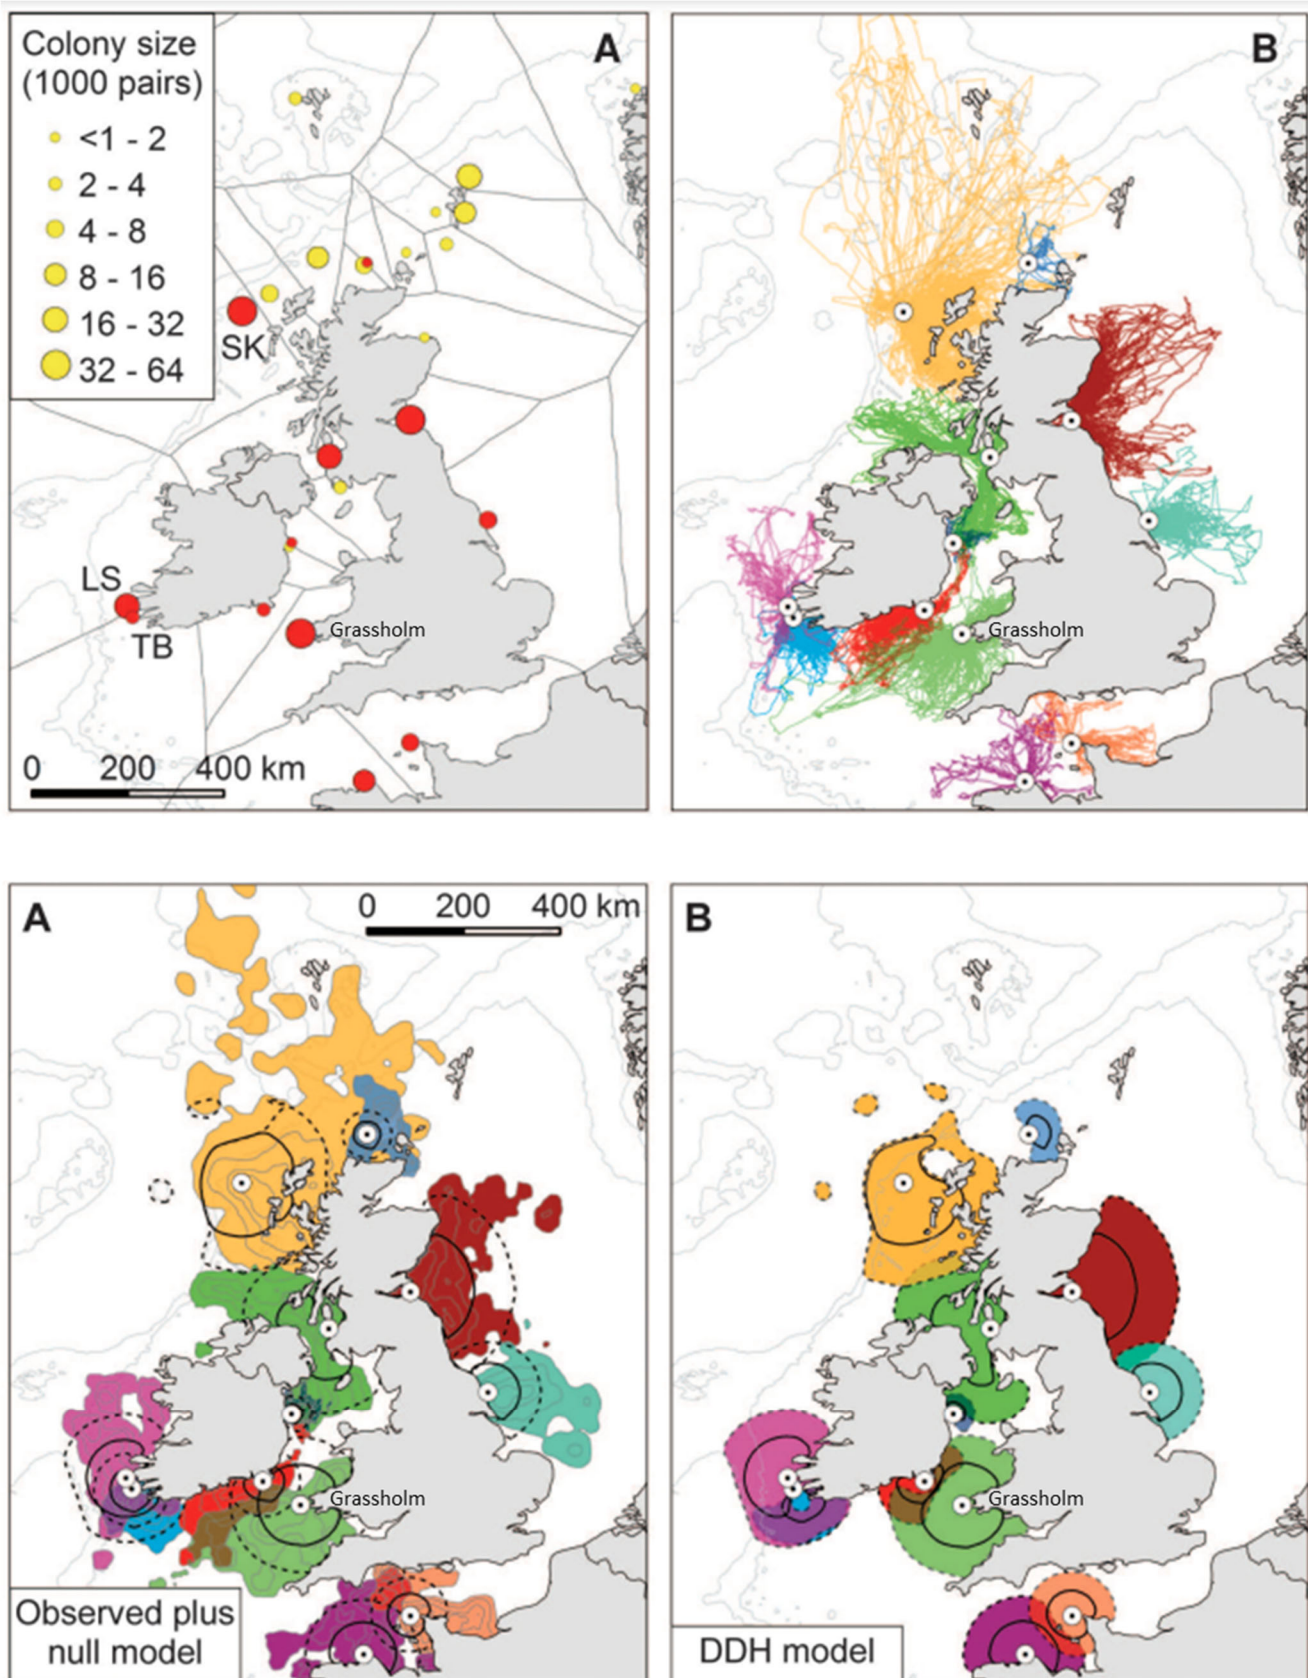 Colony size
(1000 pairs)
<1 - 2
2 - 4
4 - 8
8 - 16
16 - 32
32 - 64
A
SK
LS
TB
Grassholm
0 200 400 km
B
Grassholm
A
0 200 400 km
Grassholm
Observed plus
null model
B
Grassholm
DDH model